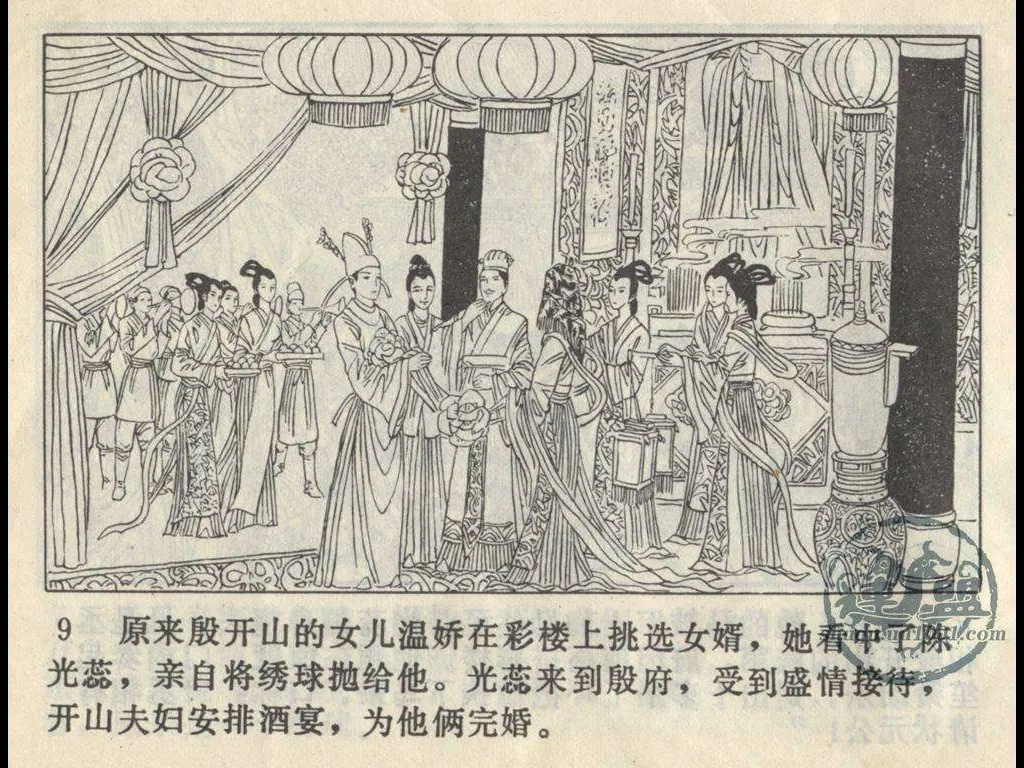 9 原来殷开山的女儿温娇在彩楼上挑选女婿，她看中了陈
光蕊，亲自将绣球抛给他。光蕊来到殷府，受到盛情接待，
开山夫妇安排酒宴，为他俩完婚。